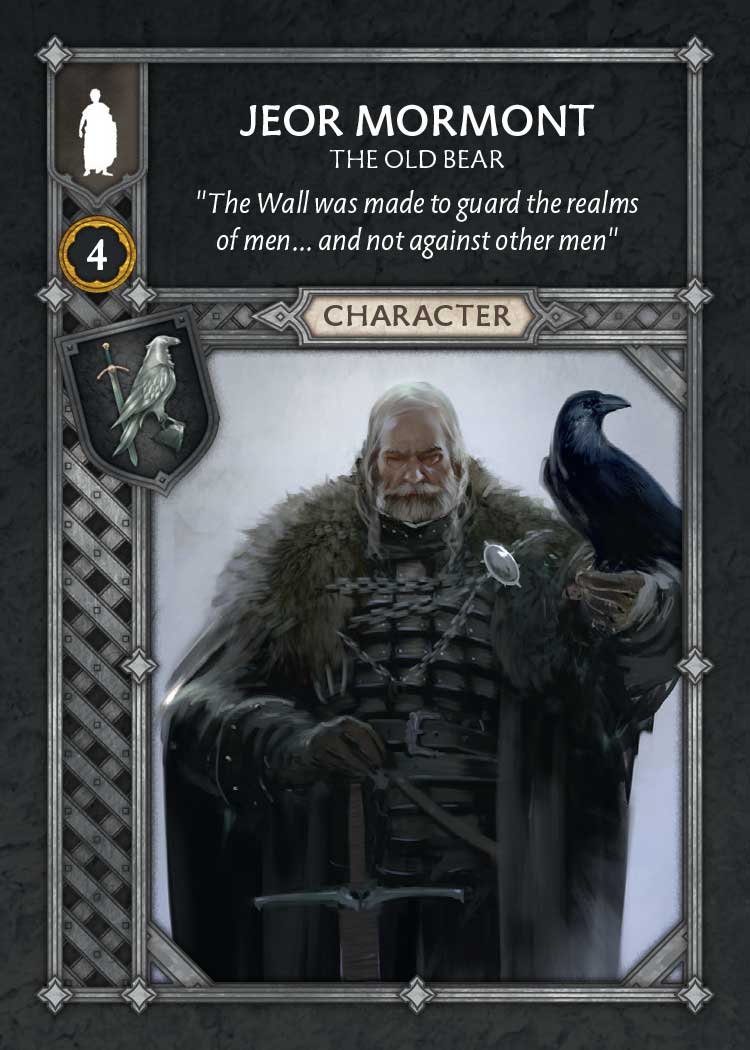 JEOR MORMONT
THE OLD BEAR
"The Wall was made to guard the realms
of men... and not against other men"
4
CHARACTER